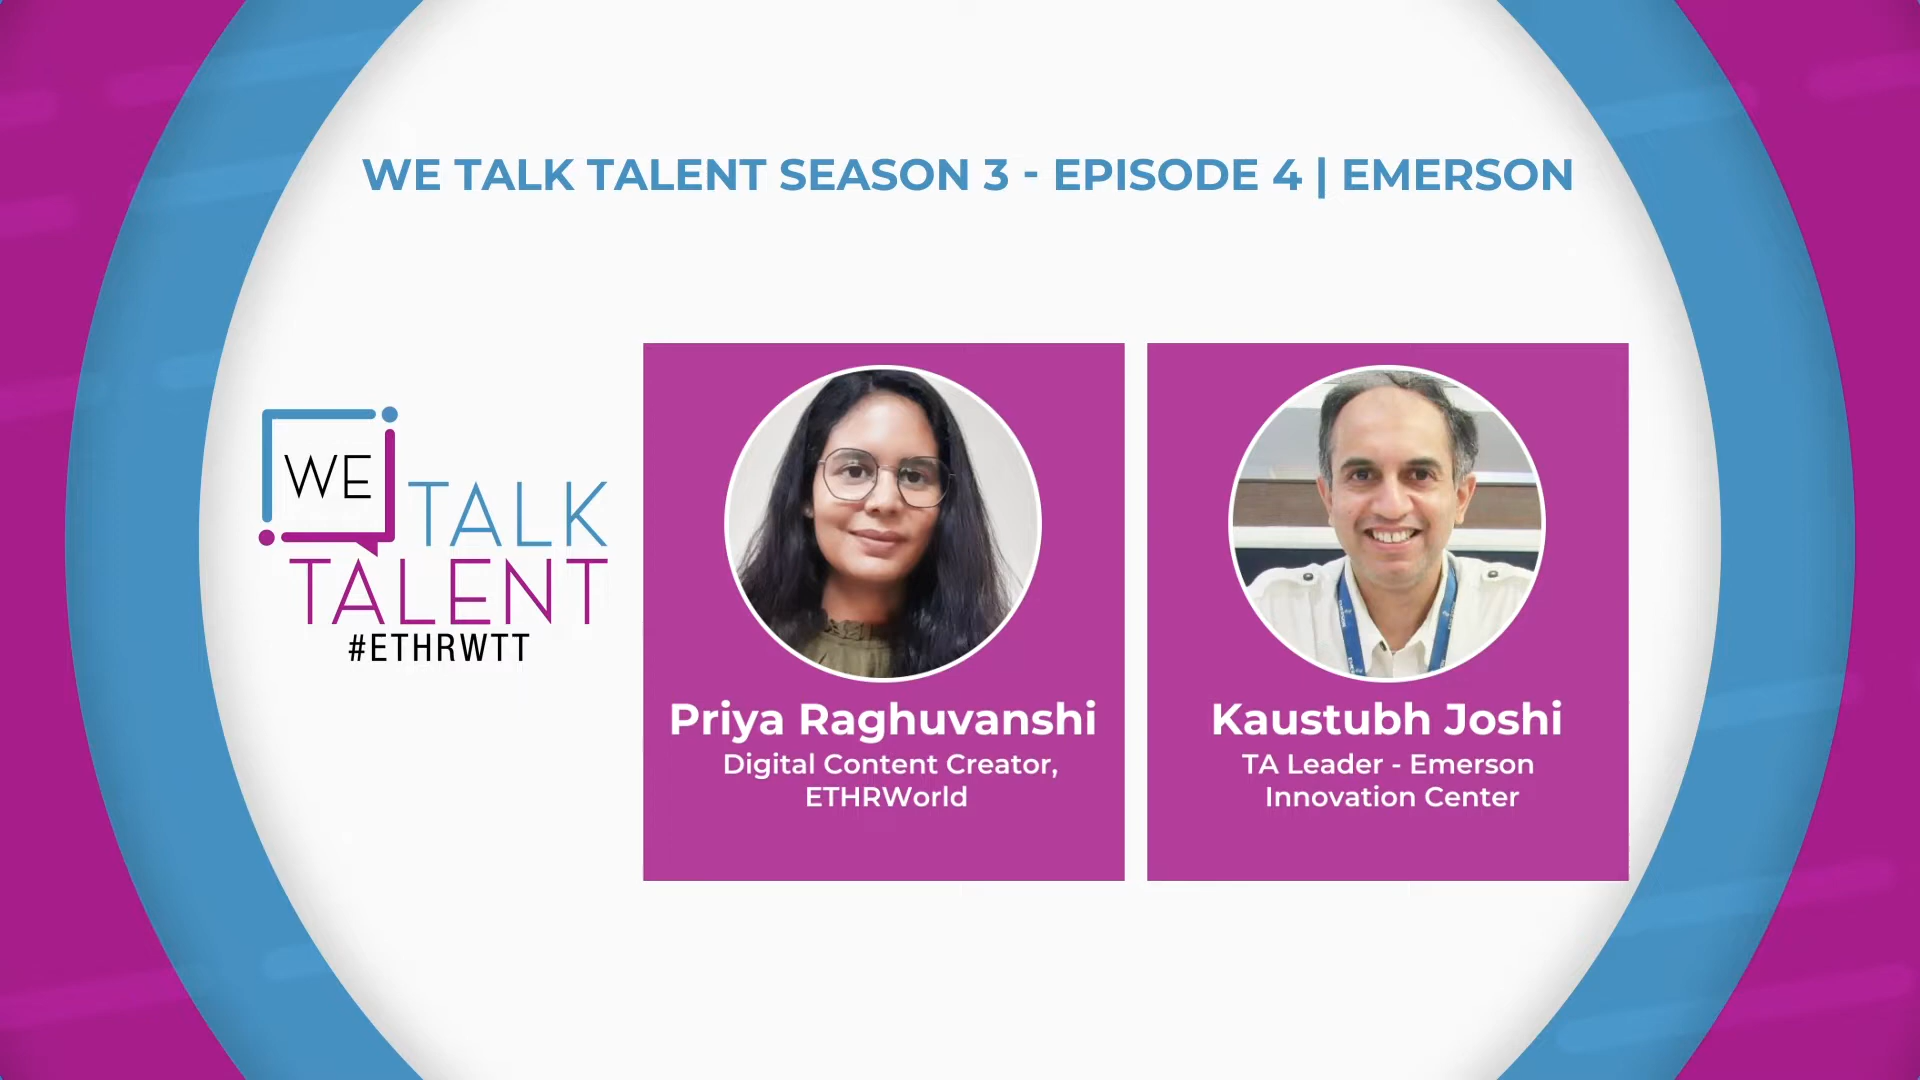 WE TALK TALENT SEASON 3 - EPISODE 4 | EMERSON
WE
TALK
TALENT
#ETHRWTT
Priya Raghuvanshi
Digital Content Creator,
ETHRWorld
Kaustubh Joshi
TA Leader - Emerson
Innovation Center